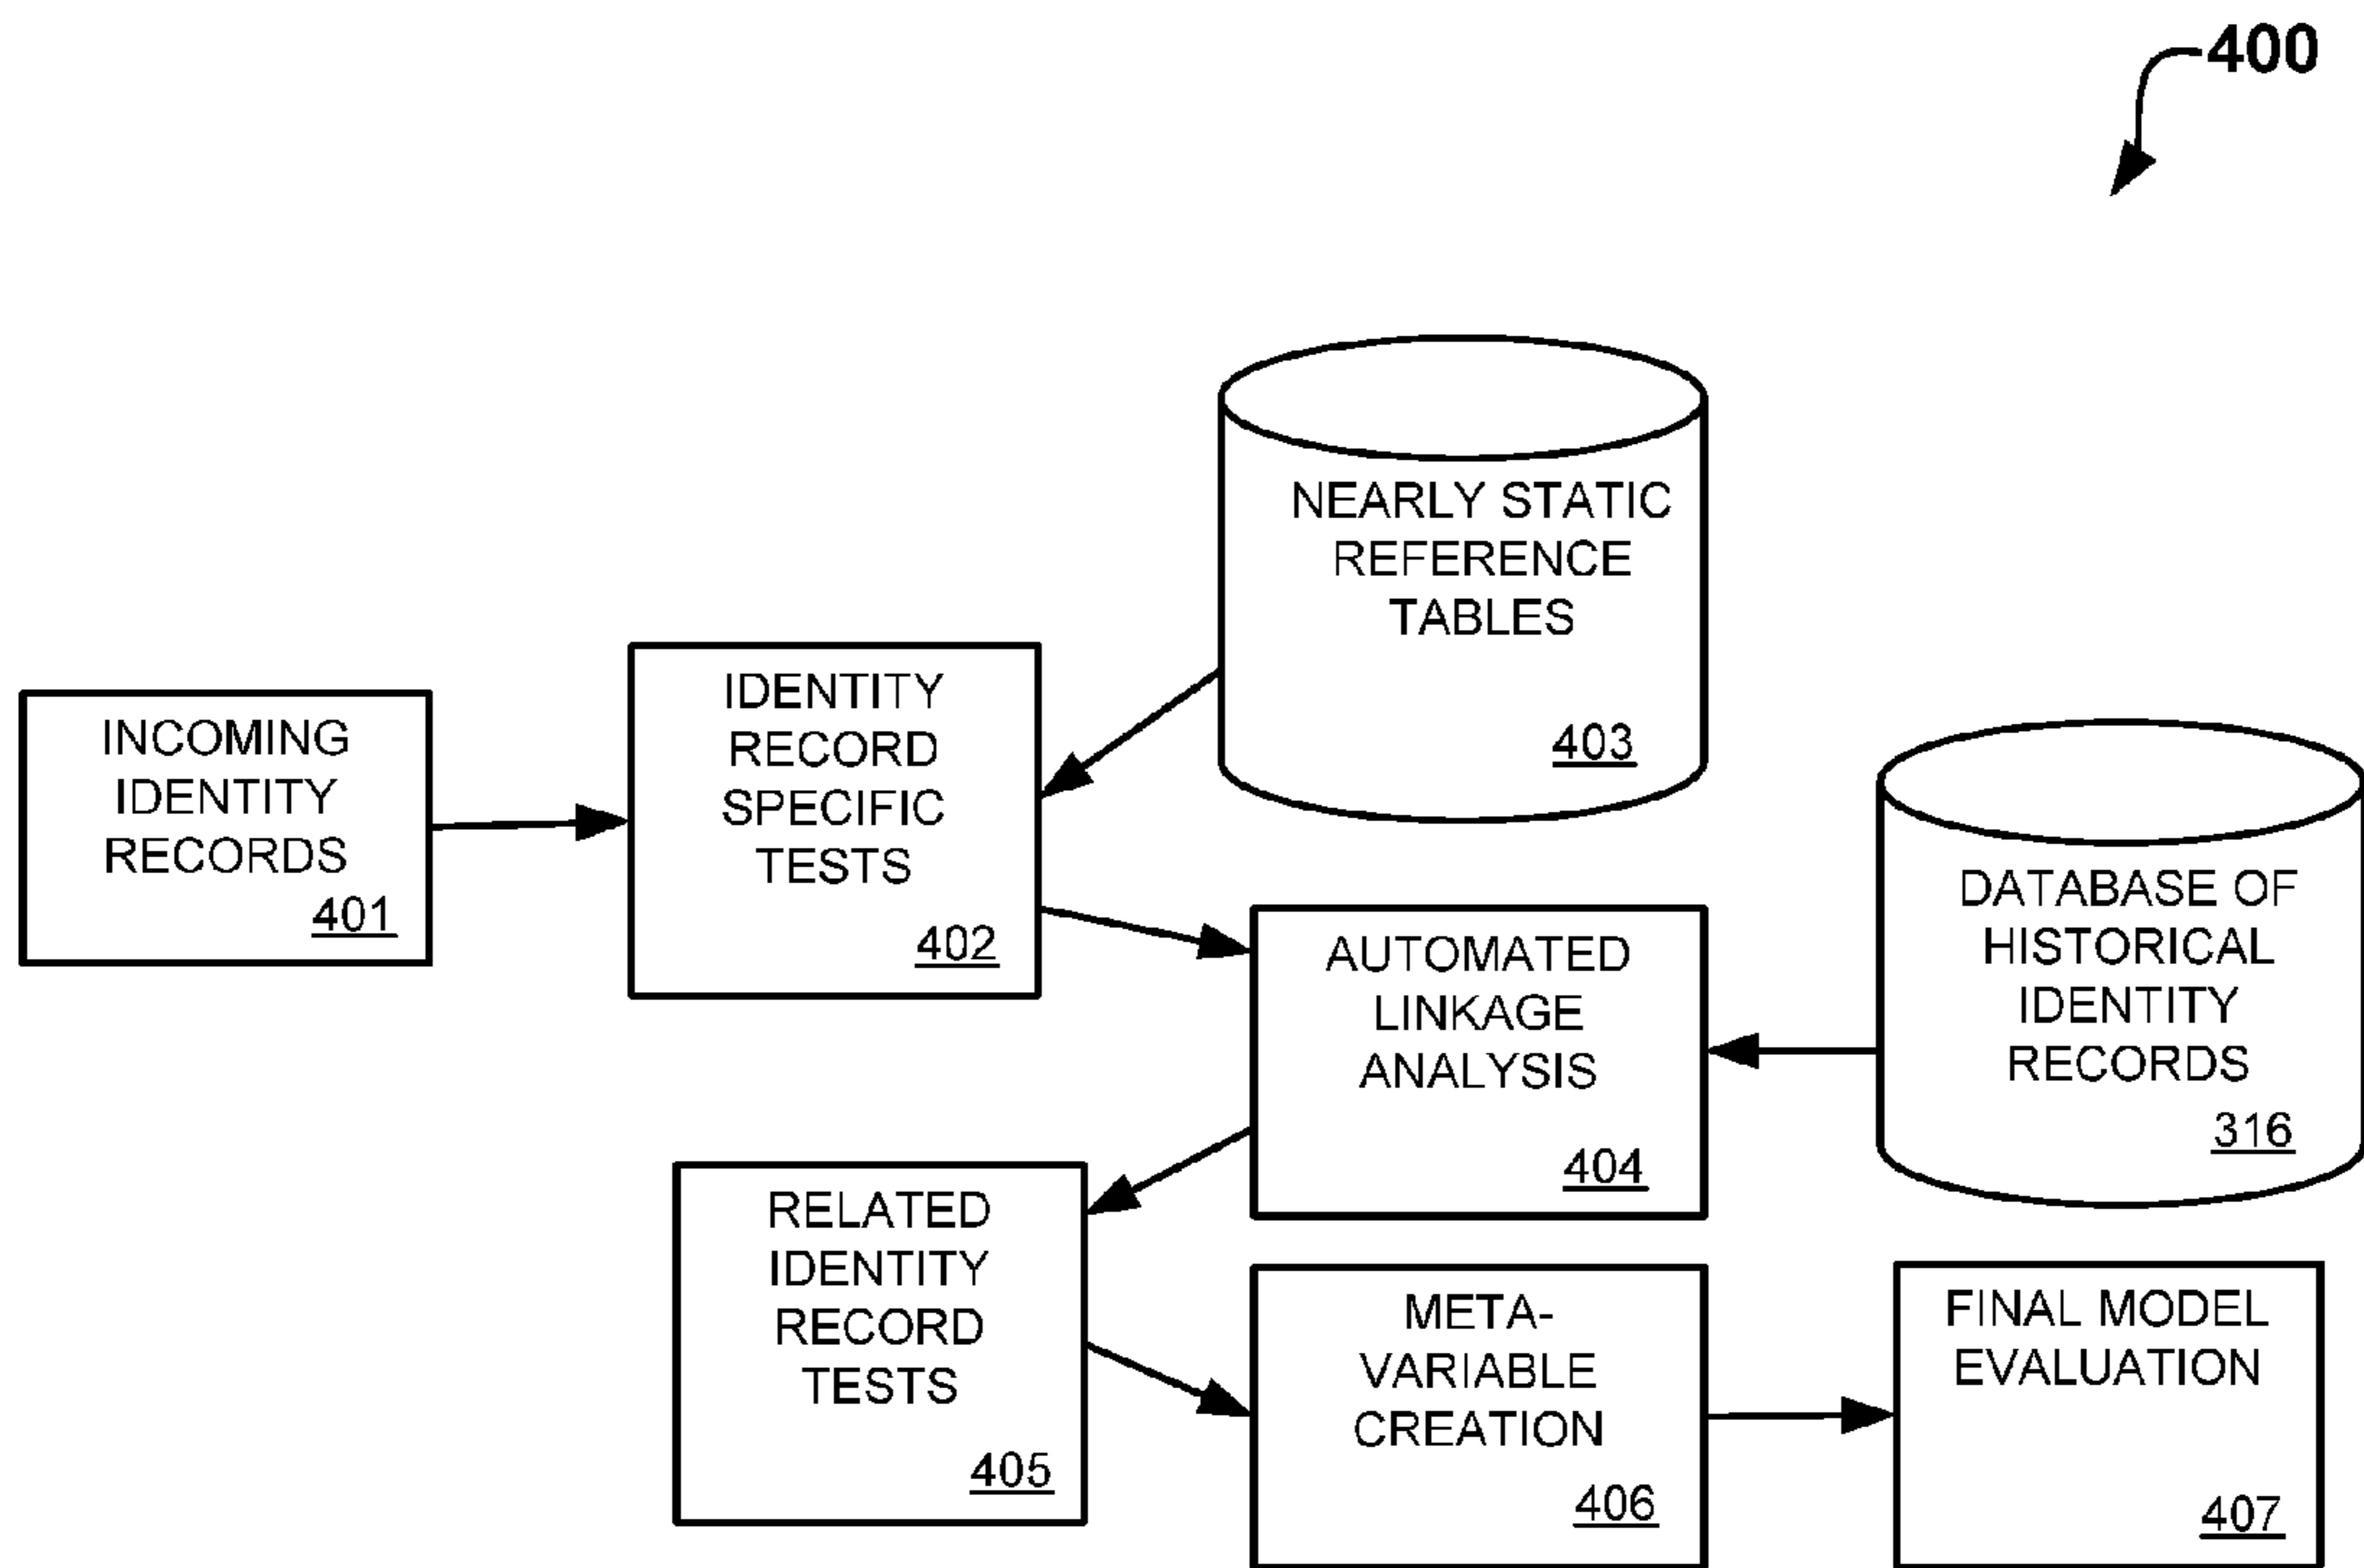 400
NEARLY STATIC
REFERENCE
TABLES
403
IDENTITY
RECORD
SPECIFIC
TESTS
402
INCOMING
IDENTITY
RECORDS
401
DATABASE OF
HISTORICAL
IDENTITY
RECORDS
316
AUTOMATED
LINKAGE
ANALYSIS
404
RELATED
IDENTITY
RECORD
TESTS
405
META-
VARIABLE
CREATION
406
FINAL MODEL
EVALUATION
407